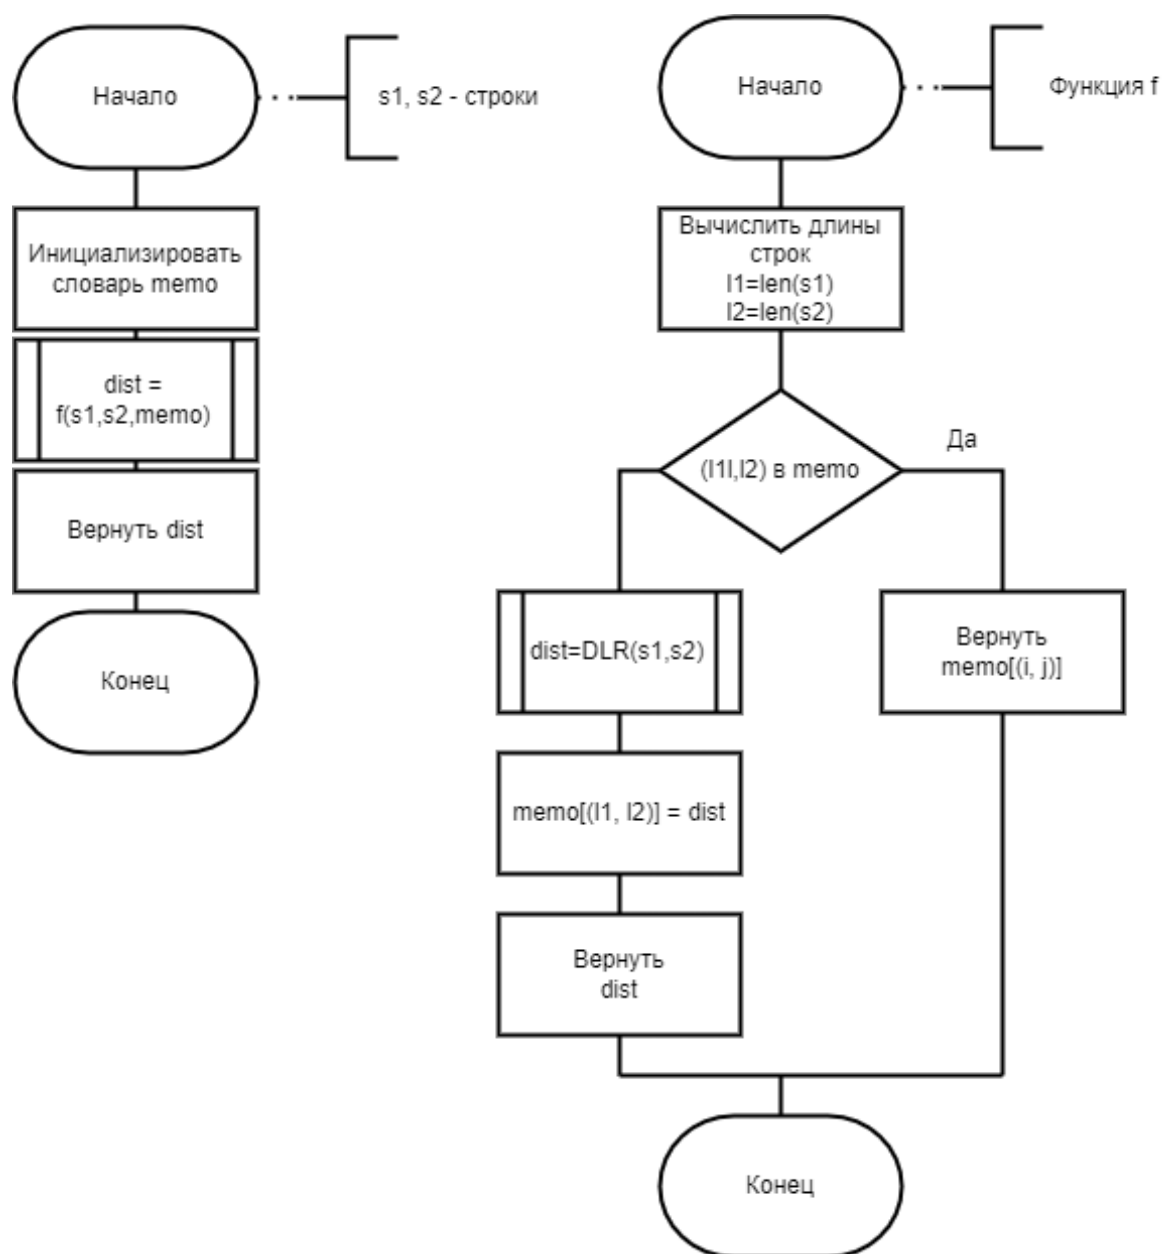 Начало
s1, s2 - строки
Инициализировать
словарь memo
dist =
f(s1,s2,memo)
Вернуть dist
Конец
Начало
Функция f
Вычислить длины
строк
l1=len(s1)
l2=len(s2)
(l1l,l2) в memo
Да
dist=DLR(s1,s2)
memo[(l1, l2)] = dist
Вернуть
dist
Вернуть
memo[(i, j)]
Конец